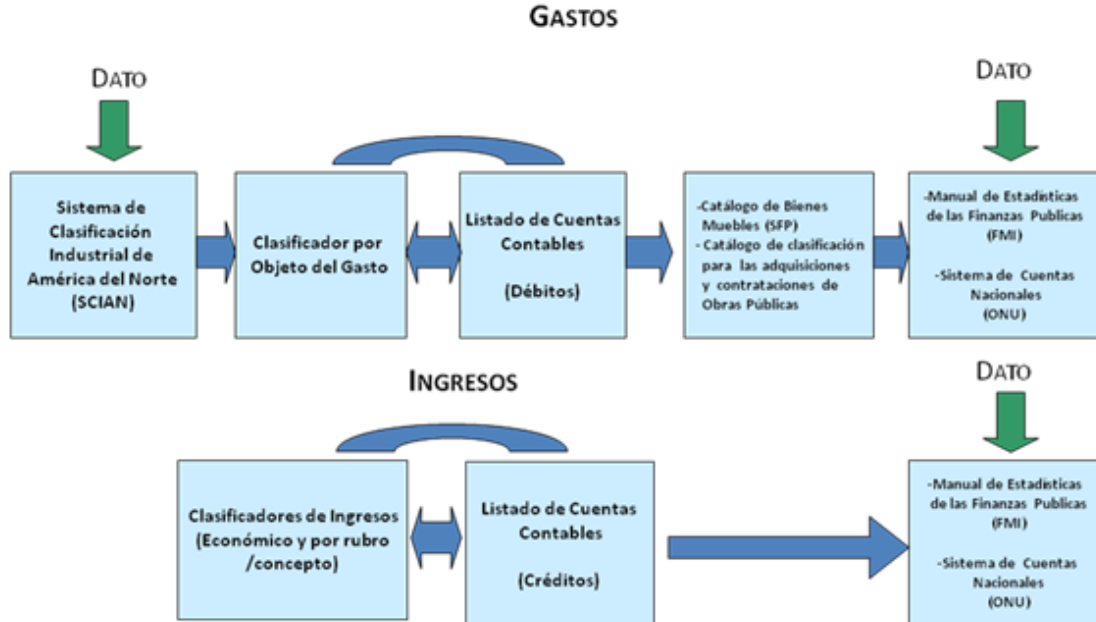 GASTOS
DATO
DATO
Sistema de
Clasificación
Industrial de
América del Norte
(SCIAN)
Clasificador por
Objeto del Gasto
Listado de Cuentas
Contables
(Débitos)
-Catálogo de Bienes
Muebles (SFP)
- Catálogo de clasificación
para las adquisiciones
y contrataciones de
Obras Públicas
-Manual de Estadísticas
de las Finanzas Publicas
(FMI)
-Sistema de Cuentas
Nacionales
(ONU)
INGRESOS
DATO
Clasificadores de Ingresos
(Económico y por rubro
/concepto)
Listado de Cuentas
Contables
(Créditos)
-Manual de Estadísticas
de las Finanzas Publicas
(FMI)
-Sistema de Cuentas
Nacionales
(ONU)